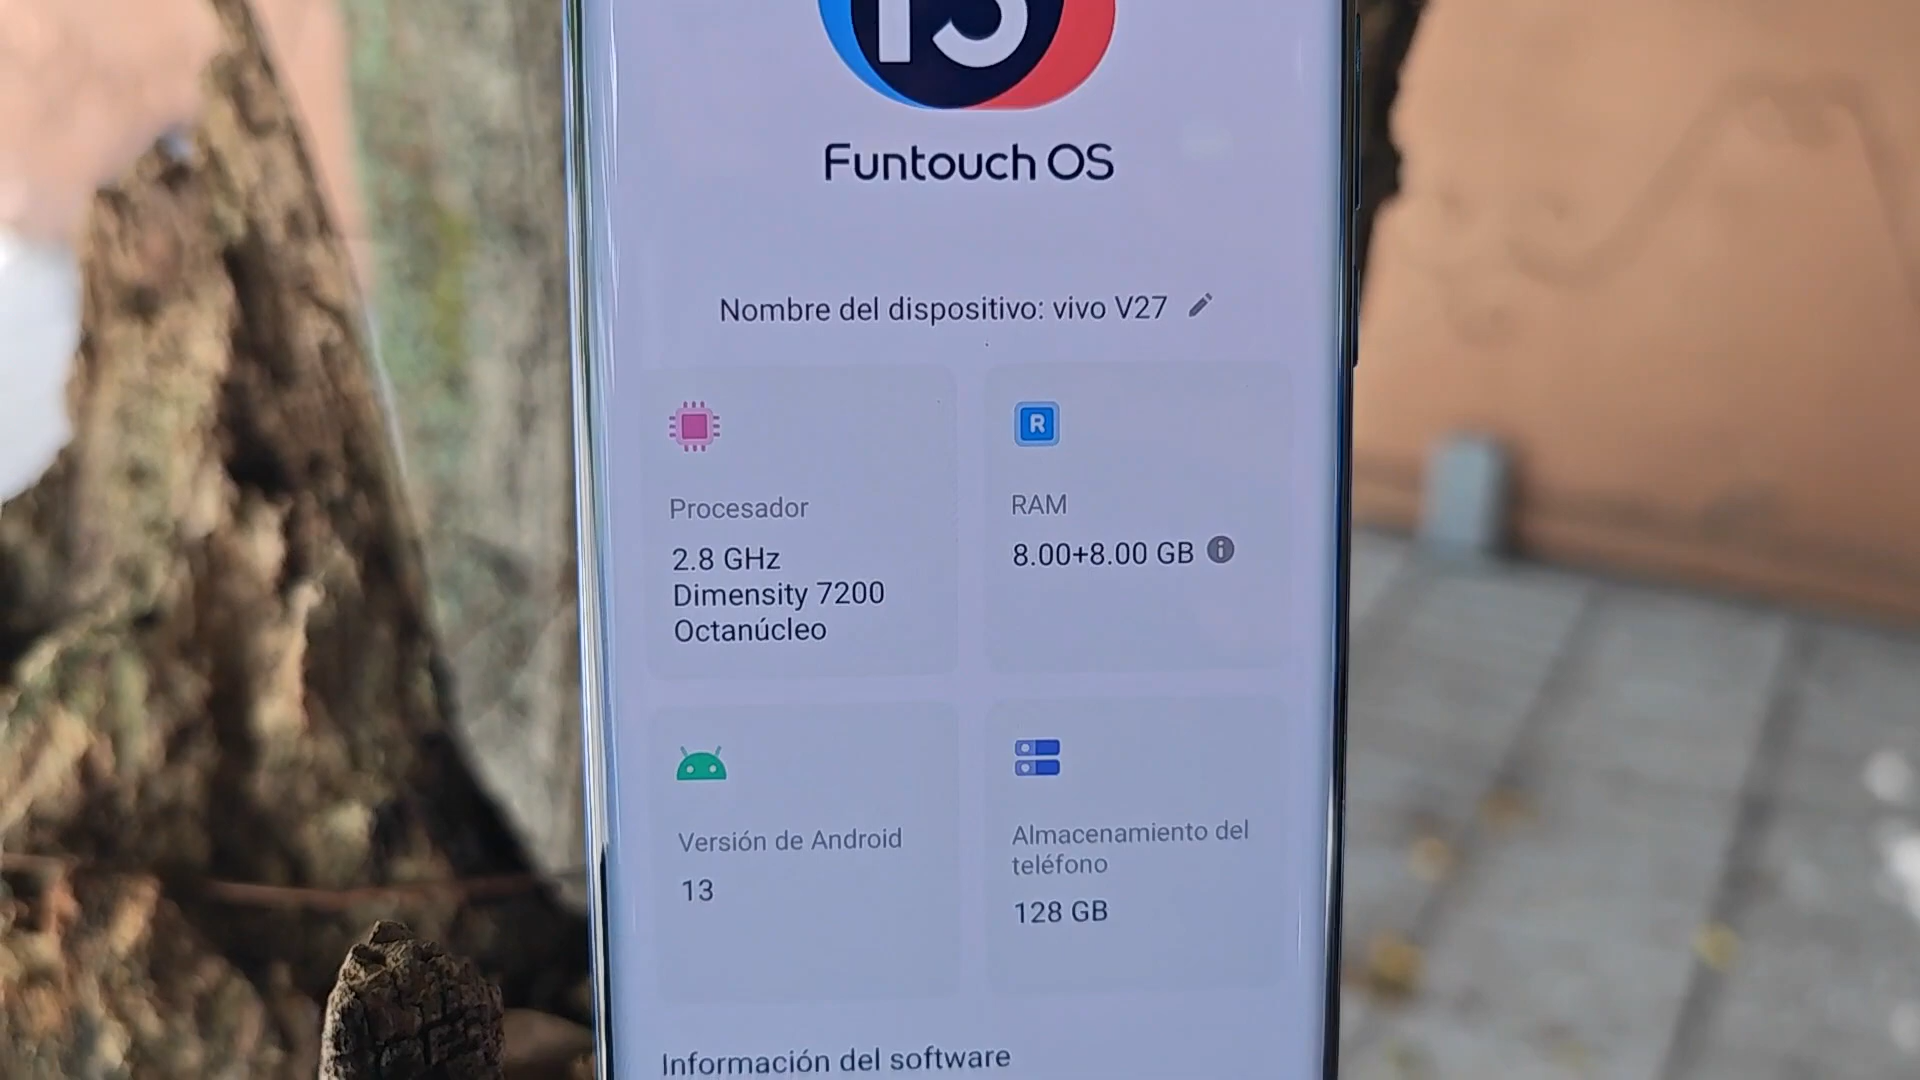 13
Funtouch OS
Nombre del dispositivo: vivo V27
R
Procesador
2.8 GHz
Dimensity 7200
Octanúcleo
RAM
8.00+8.00 GB
Versión de Android
13
Almacenamiento del
teléfono
128 GB
Información del software